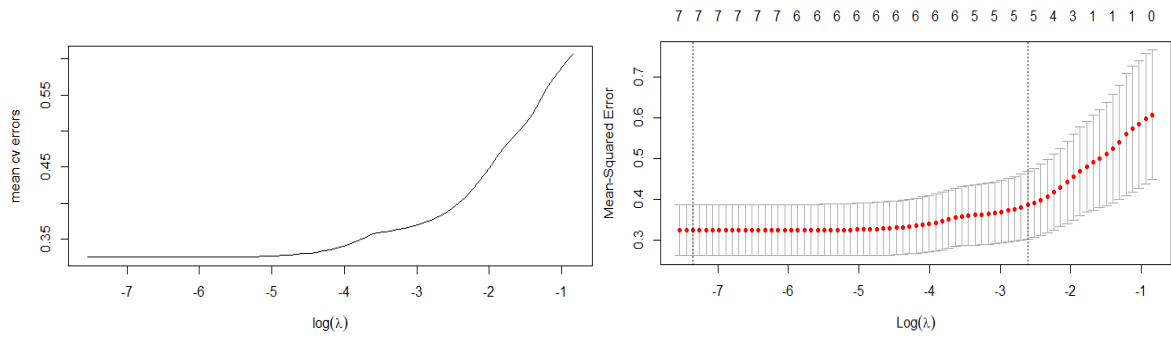 0.55
0.45
0.35
mean cv errors
-7 -6 -5 -4 -3 -2 -1
log(λ)
7 7 7 7 7 7 6 6 6 6 6 6 6 6 6 5 5 5 5 4 3 1 1 1 0
0.7
0.6
0.5
0.4
0.3
Mean-Squared Error
-7 -6 -5 -4 -3 -2 -1
Log(λ)